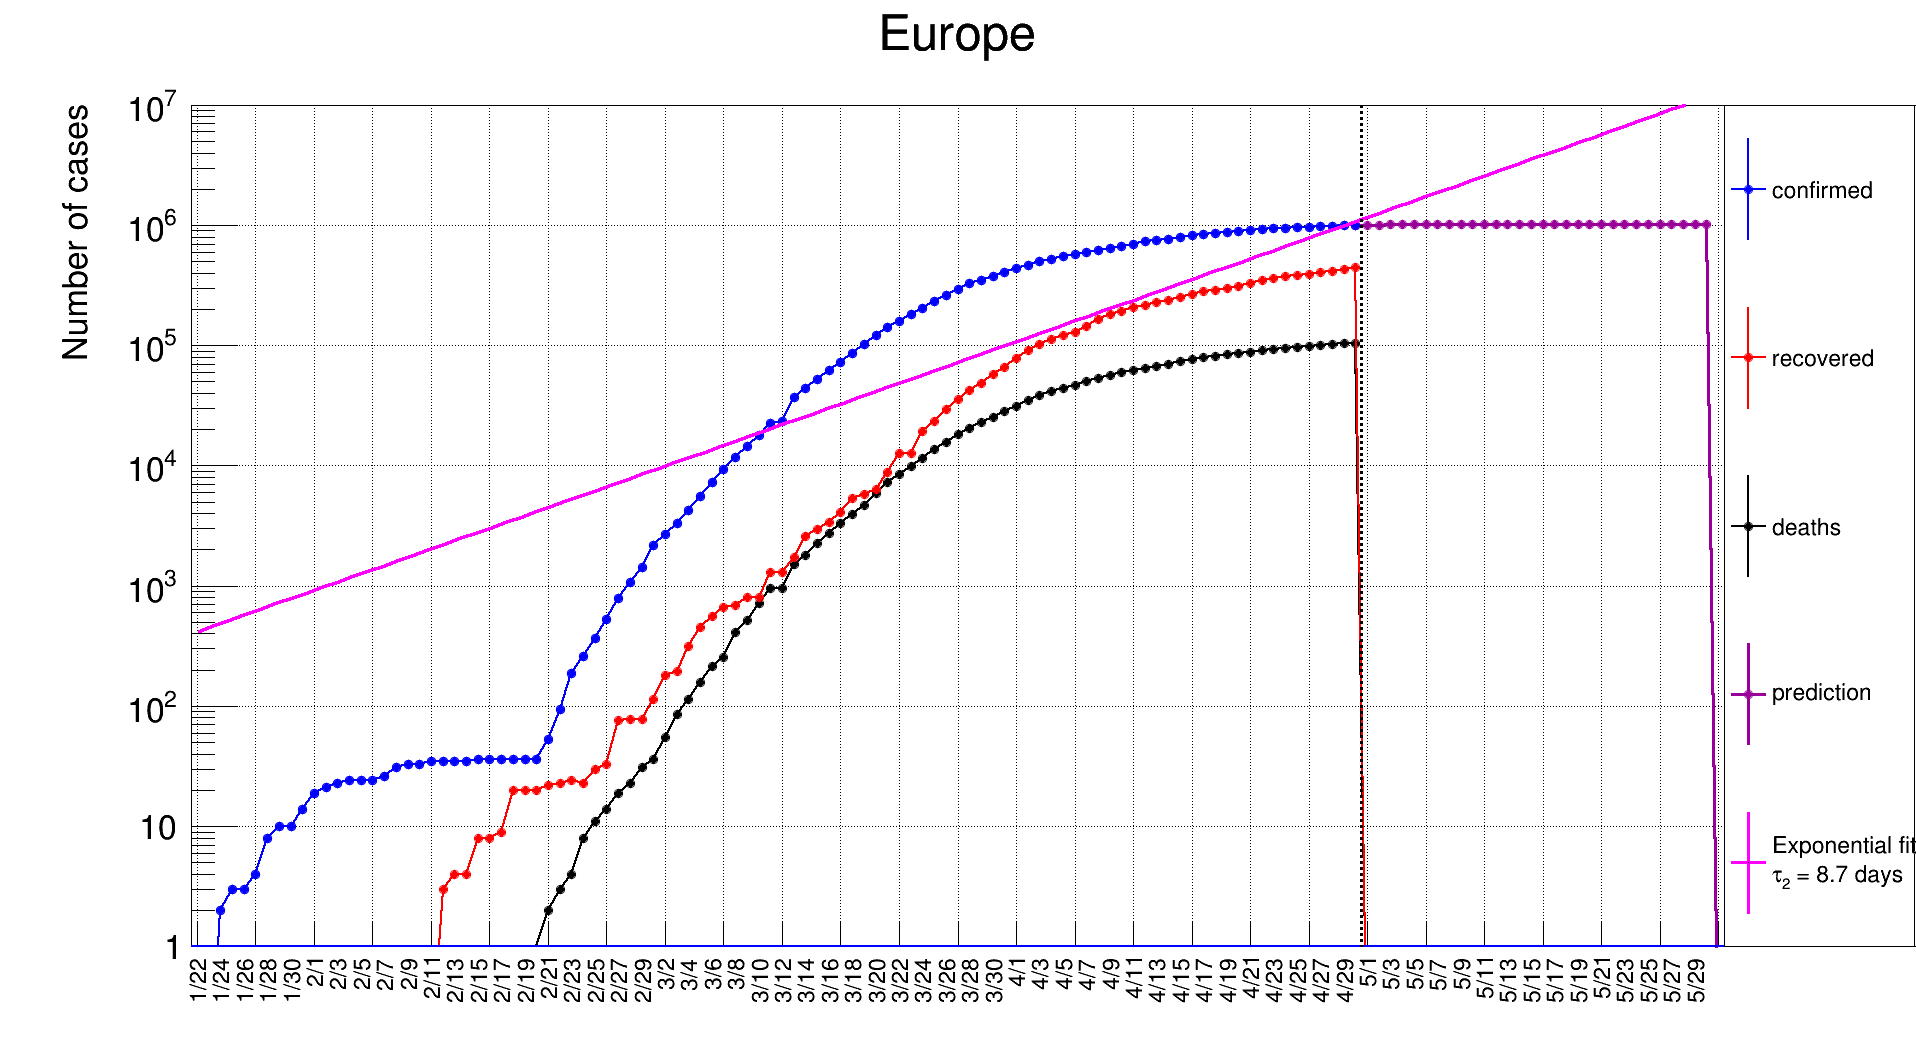 Europe
Number of cases
10^7
10^6
10^5
10^4
10^3
10^2
10
1
1/22 1/24 1/26 1/28 1/30 2/1 2/3 2/5 2/7 2/9 2/11 2/13 2/15 2/17 2/19 2/21 2/23 2/25 2/27 2/29 3/2 3/4 3/6 3/8 3/10 3/12 3/14 3/16 3/18 3/20 3/22 3/24 3/26 3/28 3/30 4/1 4/3 4/5 4/7 4/9 4/11 4/13 4/15 4/17 4/19 4/21 4/23 4/25 4/27 4/29 5/1 5/3 5/5 5/7 5/9 5/11 5/13 5/15 5/17 5/19 5/21 5/23 5/25 5/27 5/29
confirmed
recovered
deaths
prediction
Exponential fit
τ₂ = 8.7 days